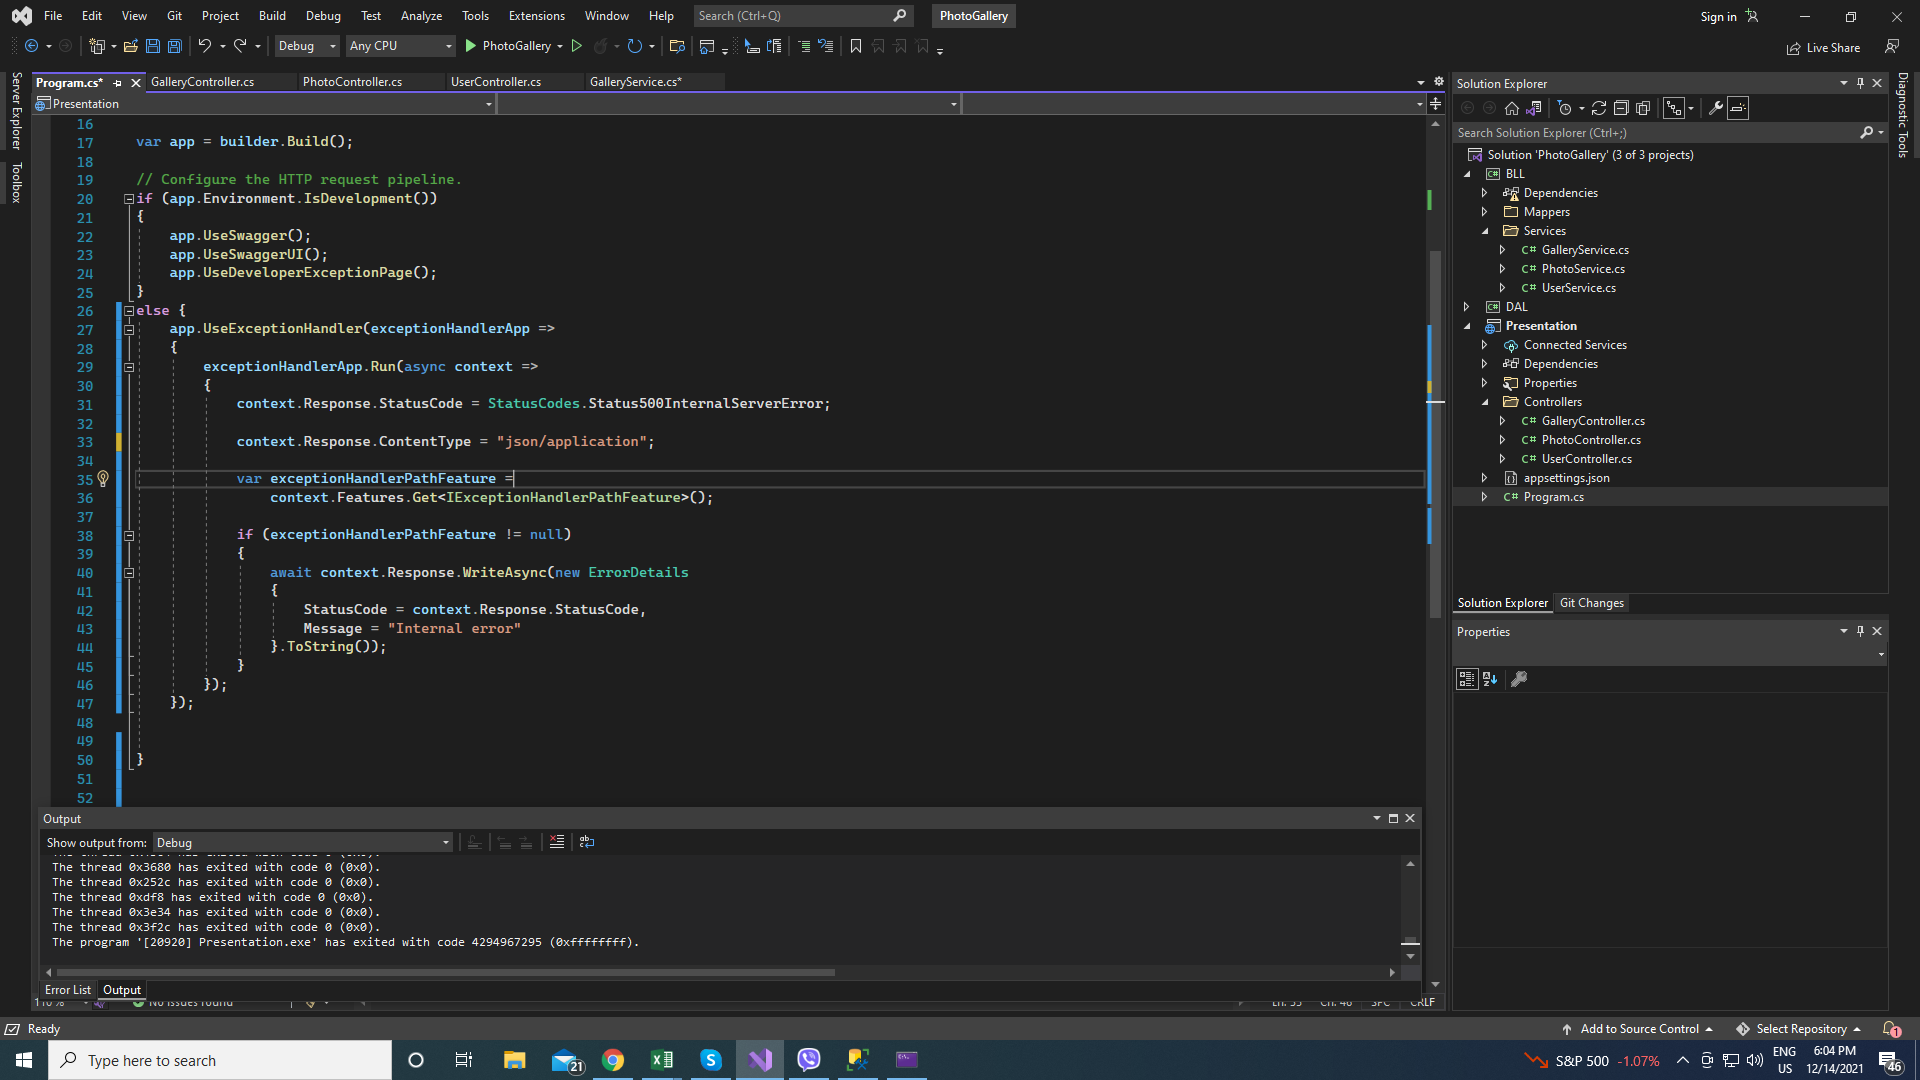 File Edit View Git Project Build Debug Test Analyze Tools Extensions Window Help Search (Ctrl+Q) PhotoGallery Sign in
Debug Any CPU PhotoGallery Live Share
Server Explorer
Toolbox
Program.cs* GalleryController.cs PhotoController.cs UserController.cs GalleryService.cs*
Presentation
16
17 var app = builder.Build();
18
19 // Configure the HTTP request pipeline.
20 if (app.Environment.IsDevelopment())
21 {
22 app.UseSwagger();
23 app.UseSwaggerUI();
24 app.UseDeveloperExceptionPage();
25 }
26 else {
27 app.UseExceptionHandler(exceptionHandlerApp =>
28 {
29 exceptionHandlerApp.Run(async context =>
30 {
31 context.Response.StatusCode = StatusCodes.Status500InternalServerError;
32
33 context.Response.ContentType = "json/application";
34
35 var exceptionHandlerPathFeature =
36 context.Features.Get<IExceptionHandlerPathFeature>();
37
38 if (exceptionHandlerPathFeature != null)
39 {
40 await context.Response.WriteAsync(new ErrorDetails
41 {
42 StatusCode = context.Response.StatusCode,
43 Message = "Internal error"
44 }.ToString());
45 }
46 });
47 });
48
49
50 }
51
52
Output
Show output from: Debug
The thread 0x3680 has exited with code 0 (0x0).
The thread 0x252c has exited with code 0 (0x0).
The thread 0xdf8 has exited with code 0 (0x0).
The thread 0x3e34 has exited with code 0 (0x0).
The thread 0x3f2c has exited with code 0 (0x0).
The program '[20920] Presentation.exe' has exited with code 4294967295 (0xffffffff).
Error List Output
110 % No issues found CRLF
Solution Explorer
Search Solution Explorer (Ctrl+;)
Solution 'PhotoGallery' (3 of 3 projects)
C# BLL
Dependencies
Mappers
Services
C# GalleryService.cs
C# PhotoService.cs
C# UserService.cs
C# DAL
Presentation
Connected Services
Dependencies
Properties
Controllers
C# GalleryController.cs
C# PhotoController.cs
C# UserController.cs
appsettings.json
C# Program.cs
Solution Explorer Git Changes
Properties
Diagnostic Tools
Ready Add to Source Control Select Repository 1
Type here to search 21 S&P 500 -1.07% ENG US 6:04 PM 12/14/2021 46